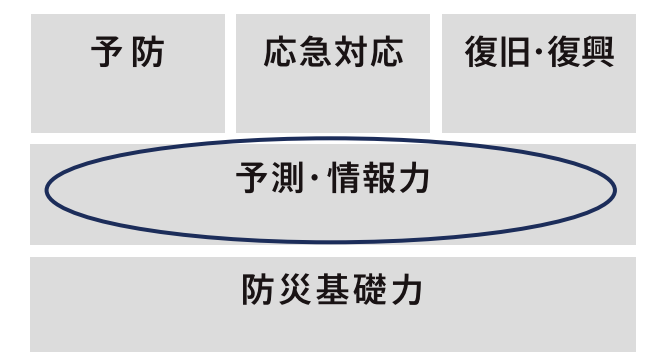 予防
応急対応
復旧・復興
予測・情報力
防災基礎力